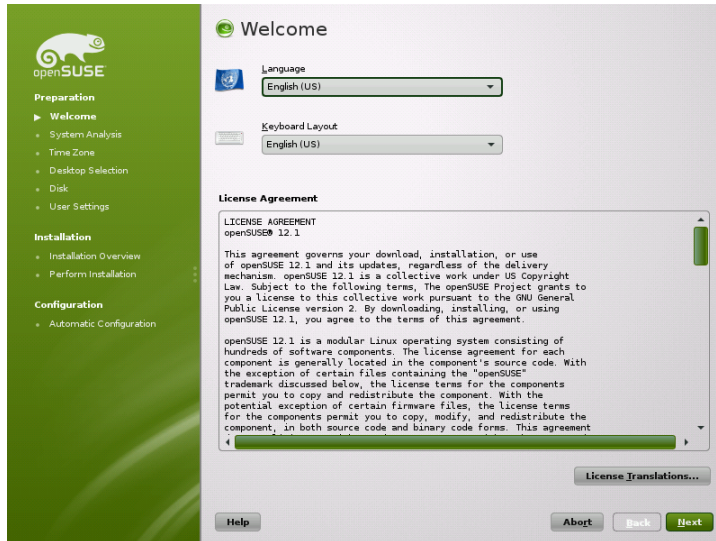 openSUSE
Preparation
Welcome
System Analysis
Time Zone
Desktop Selection
Disk
User Settings
Installation
Installation Overview
Perform Installation
Configuration
Automatic Configuration
Welcome
Language
English (US)
Keyboard Layout
English (US)
License Agreement
LICENSE AGREEMENT
openSUSE® 12.1
This agreement governs your download, installation, or use
of openSUSE 12.1 and its updates, regardless of the delivery
mechanism. openSUSE 12.1 is a collective work under US Copyright
Law. Subject to the following terms, The openSUSE Project grants to
you a license to this collective work pursuant to the GNU General
Public License version 2. By downloading, installing, or using
openSUSE 12.1, you agree to the terms of this agreement.
openSUSE 12.1 is a modular Linux operating system consisting of
hundreds of software components. The license agreement for each
component is generally located in the component's source code. With
the exception of certain files containing the "openSUSE"
trademark discussed below, the license terms for the components
permit you to copy and redistribute the component. With the
potential exception of certain firmware files, the license terms
for the components permit you to copy, modify, and redistribute the
component, in both source code and binary code forms. This agreement
License Translations...
Help
Abort
Back
Next